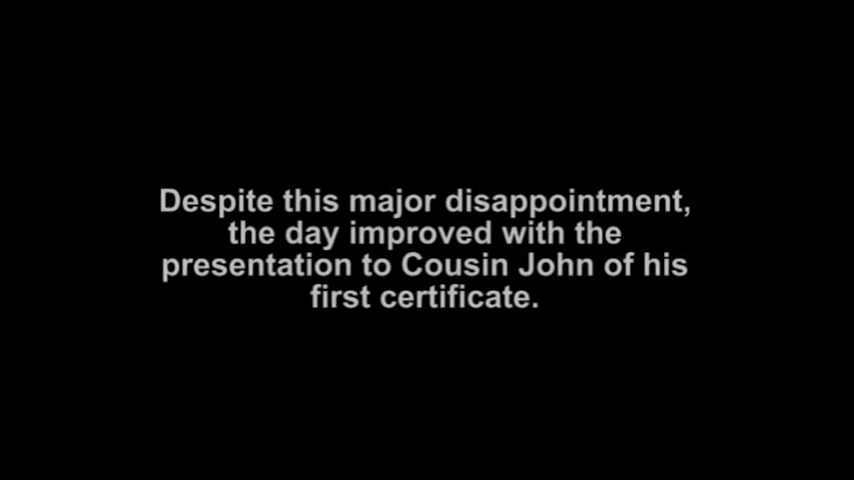 Despite this major disappointment,
the day improved with the
presentation to Cousin John of his
first certificate.